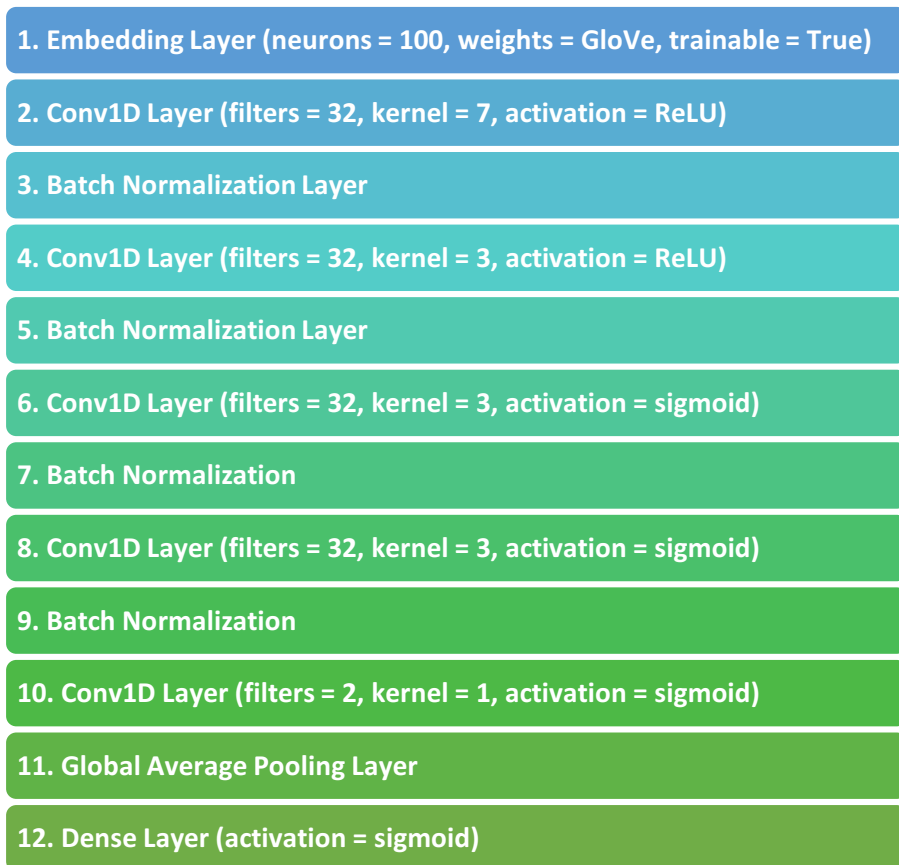 1. Embedding Layer (neurons = 100, weights = GloVe, trainable = True)
2. Conv1D Layer (filters = 32, kernel = 7, activation = ReLU)
3. Batch Normalization Layer
4. Conv1D Layer (filters = 32, kernel = 3, activation = ReLU)
5. Batch Normalization Layer
6. Conv1D Layer (filters = 32, kernel = 3, activation = sigmoid)
7. Batch Normalization
8. Conv1D Layer (filters = 32, kernel = 3, activation = sigmoid)
9. Batch Normalization
10. Conv1D Layer (filters = 2, kernel = 1, activation = sigmoid)
11. Global Average Pooling Layer
12. Dense Layer (activation = sigmoid)